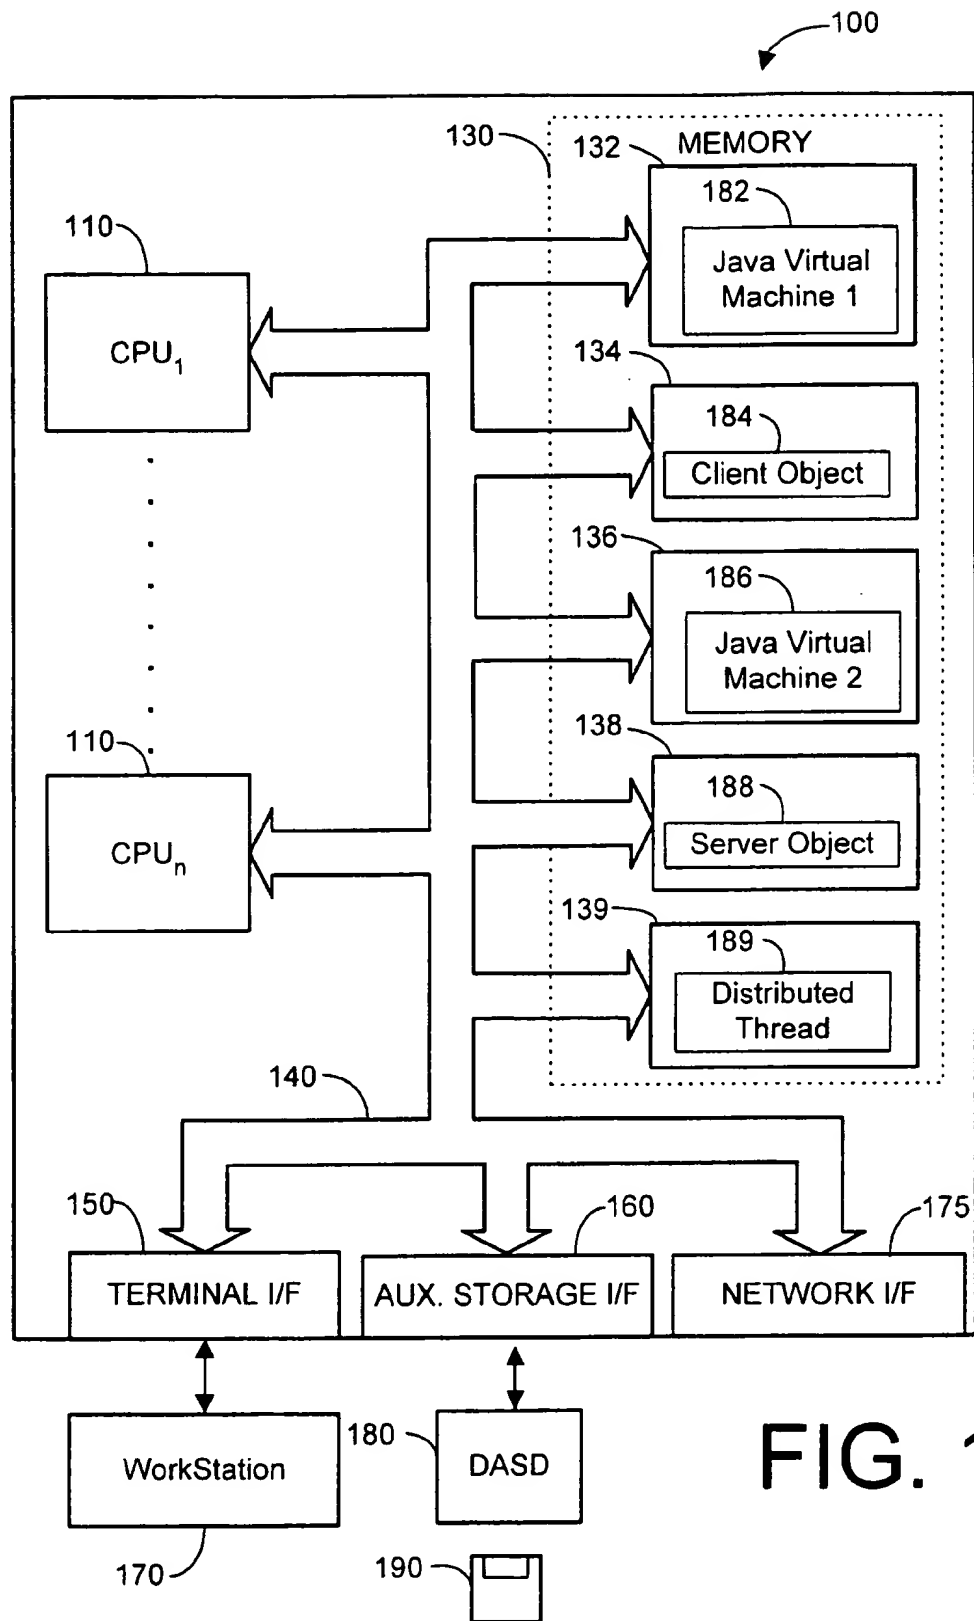 100
130
MEMORY
132
182
Java Virtual
Machine 1
110
CPU1
134
184
Client Object
136
186
Java Virtual
Machine 2
138
110
CPUn
188
Server Object
139
189
Distributed
Thread
140
150
160
175
TERMINAL I/F
AUX. STORAGE I/F
NETWORK I/F
WorkStation
180
DASD
FIG. 1
170
190